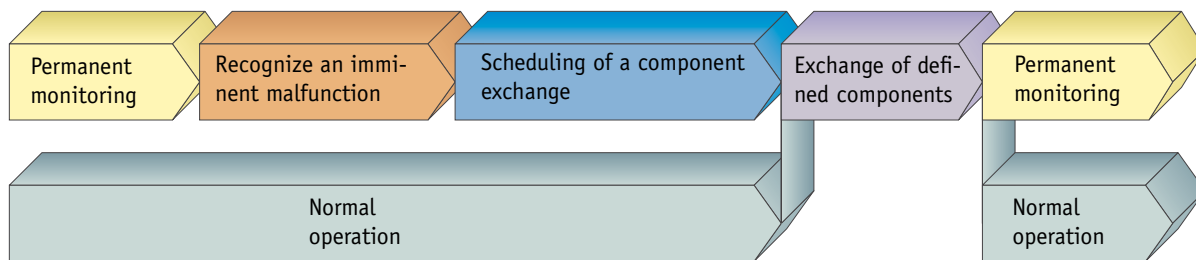 Permanent
monitoring
Recognize an immi-
nent malfunction
Scheduling of a component
exchange
Exchange of defi-
ned components
Permanent
monitoring
Normal
operation
Normal
operation